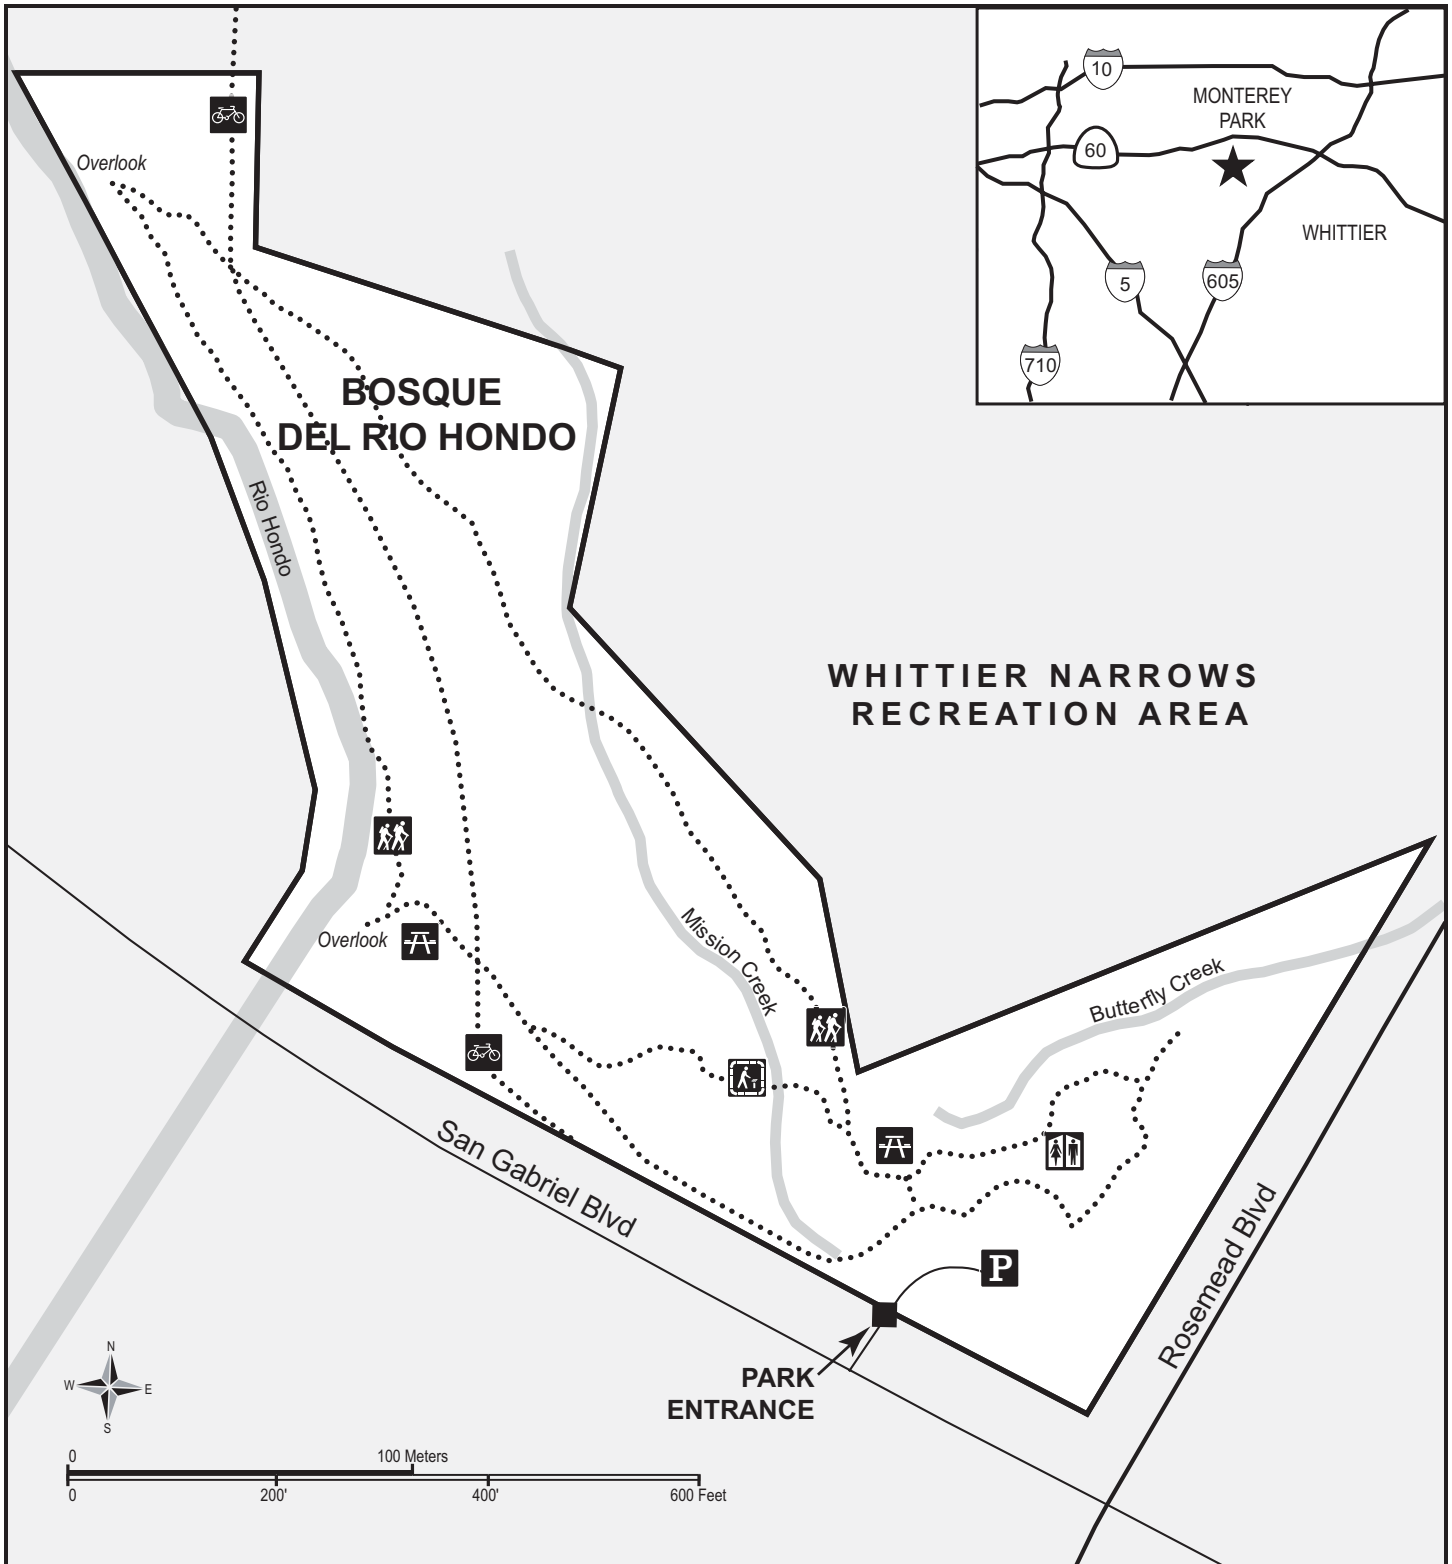 10
MONTEREY
PARK
60
WHITTIER
5
605
710
Overlook
BOSQUE
DEL RIO HONDO
Rio Hondo
WHITTIER NARROWS
RECREATION AREA
Overlook
Mission Creek
Butterfly Creek
San Gabriel Blvd
Rosemead Blvd
P
PARK
ENTRANCE
N
W E
S
0 100 Meters
0 200' 400' 600 Feet